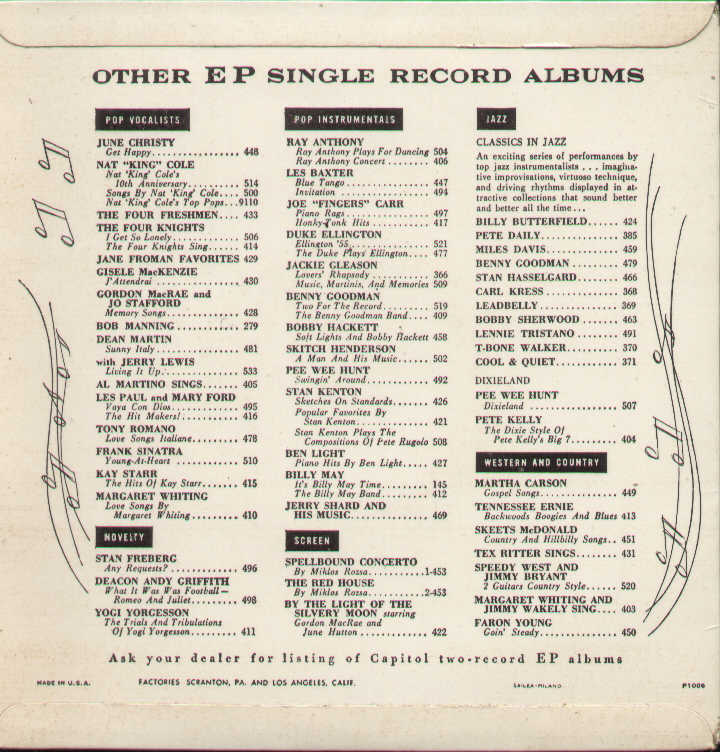 OTHER EP SINGLE RECORD ALBUMS
POP VOCALISTS
JUNE CHRISTY
Get Happy................ 448
NAT "KING" COLE
Nat 'King' Cole's
10th Anniversary......... 514
Songs By Nat 'King' Cole.... 500
Nat 'King' Cole's Top Pops...9110
THE FOUR FRESHMEN.... 433
THE FOUR KNIGHTS
I Get So Lonely............ 506
The Four Knights Sing...... 414
JANE FROMAN FAVORITES 429
GISELE MacKENZIE
J'Attendrai ............... 430
GORDON MacRAE and
JO STAFFORD
Memory Songs............. 428
BOB MANNING ........... 279
DEAN MARTIN
Sunny Italy............... 481
with JERRY LEWIS
Living It Up............... 533
AL MARTINO SINGS...... 405
LES PAUL and MARY FORD
Vaya Con Dios............ 495
The Hit Makers!........... 416
TONY ROMANO
Love Songs Italiane......... 478
FRANK SINATRA
Young-At-Heart ........... 510
KAY STARR
The Hits Of Kay Starr....... 415
MARGARET WHITING
Love Songs By
Margaret Whiting ........ 410
NOVELTY
STAN FREBERG
Any Requests? ............ 496
DEACON ANDY GRIFFITH
What It Was Was Football—
Romeo And Juliet......... 498
YOGI YORGESSON
The Trials And Tribulations
Of Yogi Yorgesson......... 411
POP INSTRUMENTALS
RAY ANTHONY
Ray Anthony Plays For Dancing 504
Ray Anthony Concert ....... 406
LES BAXTER
Blue Tango................ 447
Invitation ................ 494
JOE "FINGERS" CARR
Piano Rags............... 497
Honky-Tonk Hits .......... 417
DUKE ELLINGTON
Ellington '55.............. 521
The Duke Plays Ellington.... 477
JACKIE GLEASON
Lovers' Rhapsody .......... 366
Music, Martinis, And Memories 509
BENNY GOODMAN
Two For The Record........ 519
The Benny Goodman Band.... 409
BOBBY HACKETT
Soft Lights And Bobby Hackett 458
SKITCH HENDERSON
A Man And His Music...... 502
PEE WEE HUNT
Swingin' Around........... 492
STAN KENTON
Sketches On Standards....... 426
Popular Favorites By
Stan Kenton............. 421
Stan Kenton Plays The
Compositions Of Pete Rugolo 508
BEN LIGHT
Piano Hits By Ben Light..... 427
BILLY MAY
It's Billy May Time......... 145
The Billy May Band........ 412
JERRY SHARD AND
HIS MUSIC.............. 469
SCREEN
SPELLBOUND CONCERTO
By Miklos Rozsa...........1-453
THE RED HOUSE
By Miklos Rozsa...........2-453
BY THE LIGHT OF THE
SILVERY MOON starring
Gordon MacRae and
June Hutton ............. 422
JAZZ
CLASSICS IN JAZZ
An exciting series of performances by
top jazz instrumentalists . . . imagina-
tive improvisations, virtuoso technique,
and driving rhythms displayed in at-
tractive collections that sound better
and better all the time . . .
BILLY BUTTERFIELD.... 424
PETE DAILY............. 385
MILES DAVIS............ 459
BENNY GOODMAN ...... 479
STAN HASSELGARD..... 466
CARL KRESS ............ 368
LEADBELLY............. 369
BOBBY SHERWOOD ..... 463
LENNIE TRISTANO ..... 491
T-BONE WALKER........ 370
COOL & QUIET........... 371
DIXIELAND
PEE WEE HUNT
Dixieland ................ 507
PETE KELLY
The Dixie Style Of
Pete Kelly's Big 7......... 404
WESTERN AND COUNTRY
MARTHA CARSON
Gospel Songs.............. 449
TENNESSEE ERNIE
Backwoods Boogies And Blues 413
SKEETS McDONALD
Country And Hillbilly Songs.. 451
TEX RITTER SINGS....... 431
SPEEDY WEST and
JIMMY BRYANT
2 Guitars Country Style...... 520
MARGARET WHITING and
JIMMY WAKELY SING.... 403
FARON YOUNG
Goin' Steady.............. 450
Ask your dealer for listing of Capitol two-record EP albums
MADE IN U.S.A.
FACTORIES SCRANTON, PA. AND LOS ANGELES, CALIF.
SAILEA-MILANO
P1006